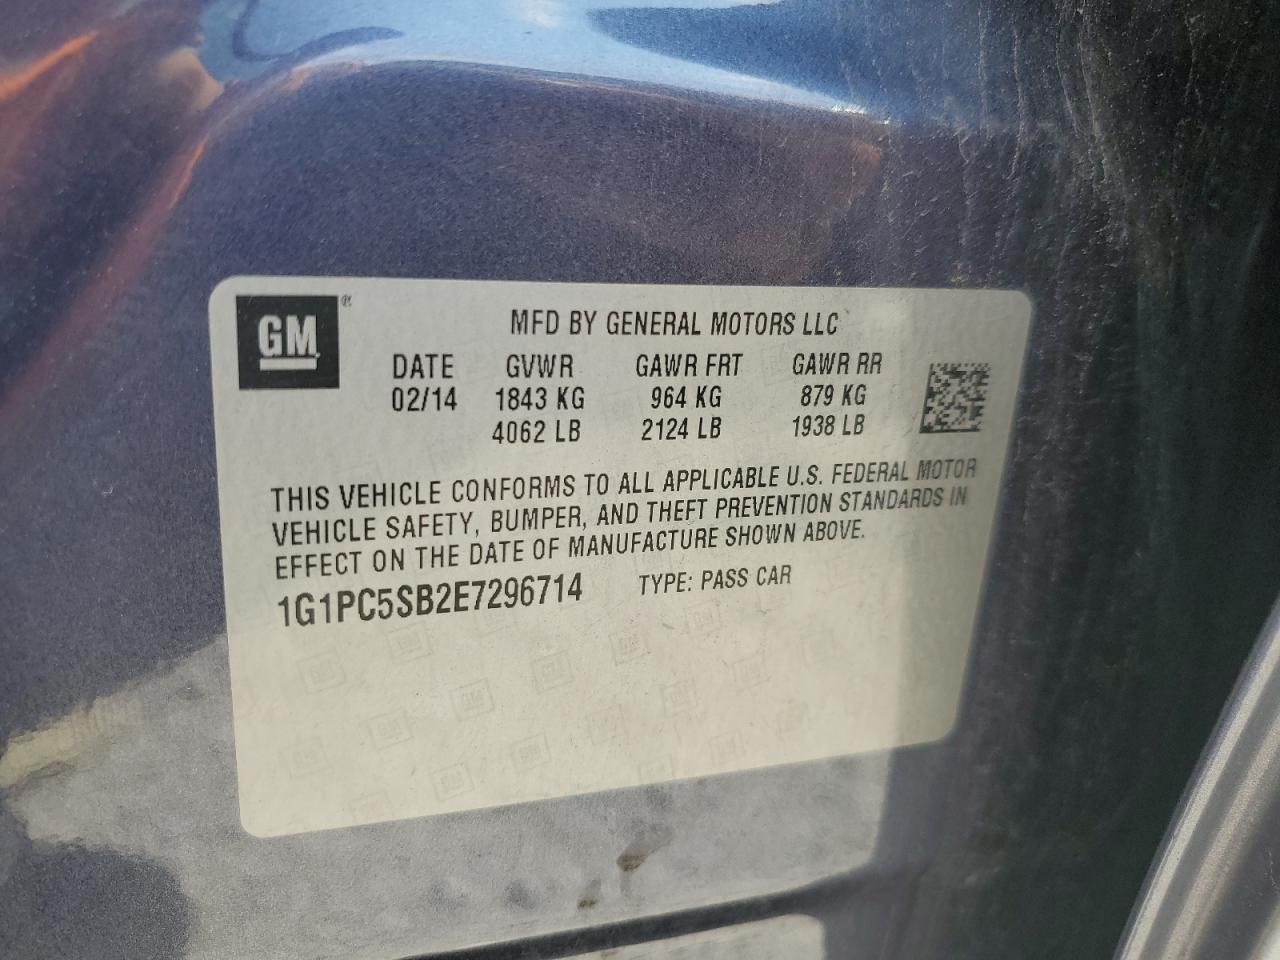 GM®
MFD BY GENERAL MOTORS LLC
DATE GVWR GAWR FRT GAWR RR
02/14 1843 KG 964 KG 879 KG
4062 LB 2124 LB 1938 LB
THIS VEHICLE CONFORMS TO ALL APPLICABLE U.S. FEDERAL MOTOR
VEHICLE SAFETY, BUMPER, AND THEFT PREVENTION STANDARDS IN
EFFECT ON THE DATE OF MANUFACTURE SHOWN ABOVE.
1G1PC5SB2E7296714 TYPE: PASS CAR